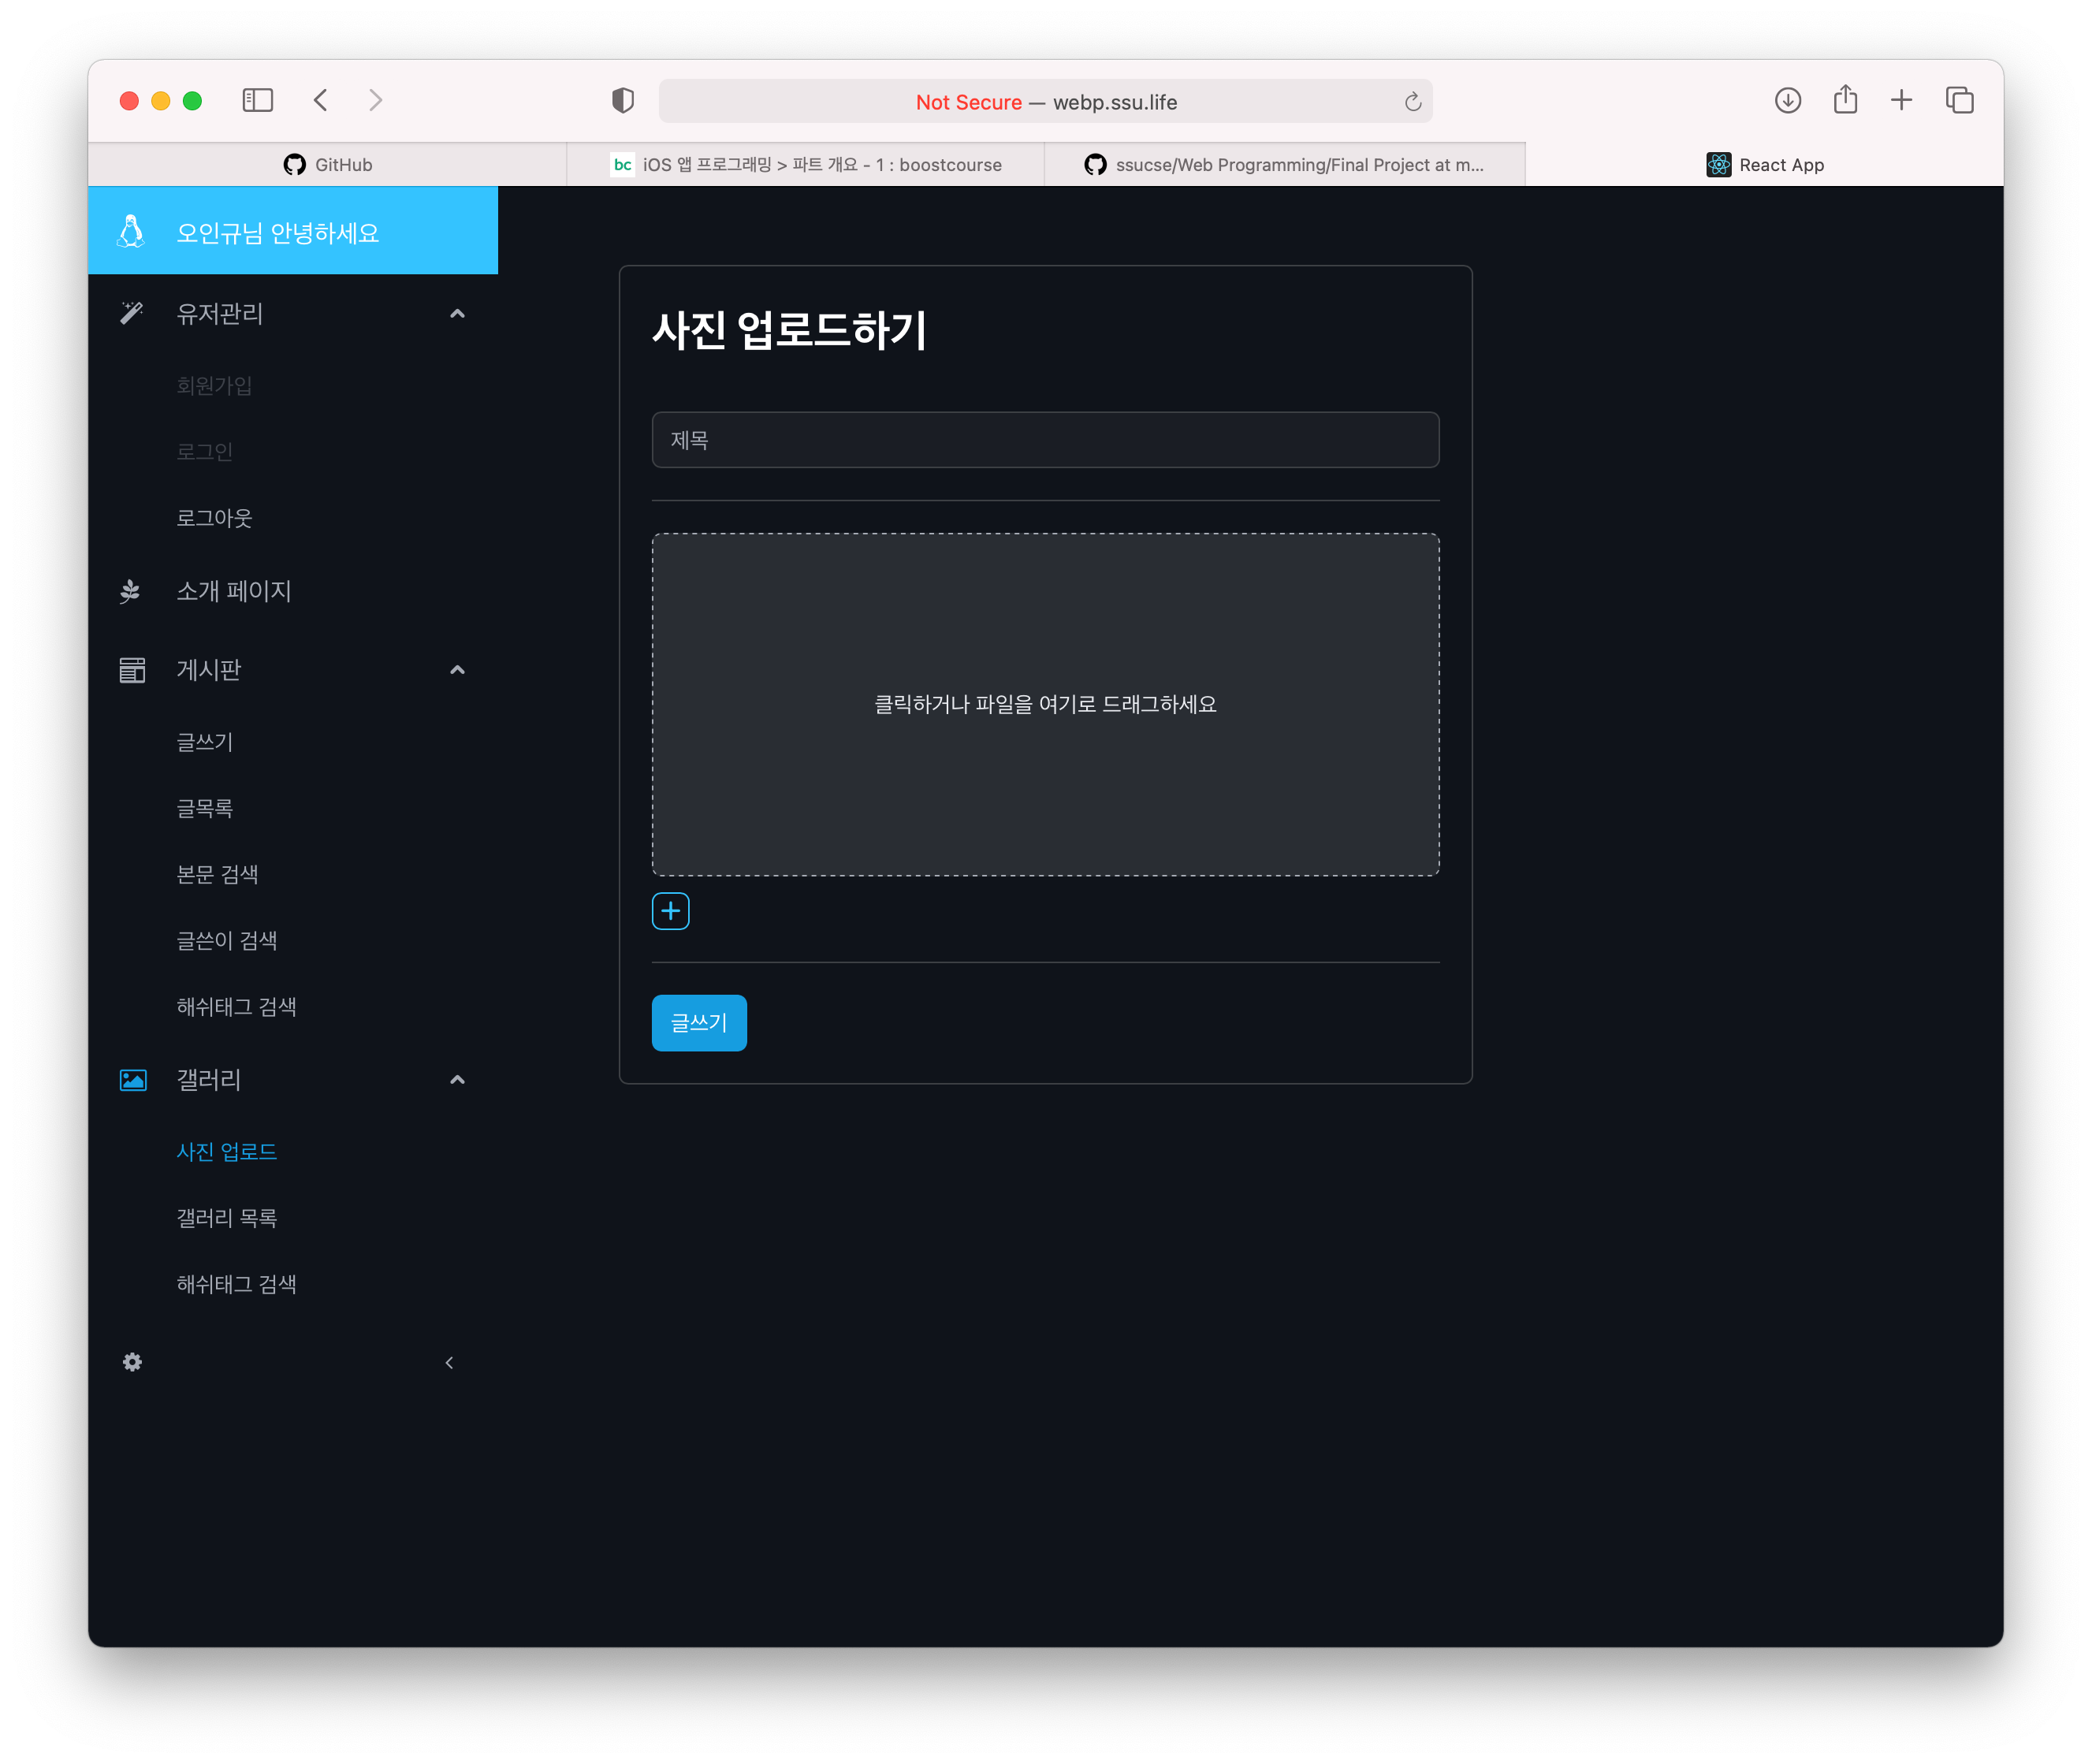 Not Secure — webp.ssu.life
GitHub
bc iOS 앱 프로그래밍 > 파트 개요 - 1 : boostcourse
ssucse/Web Programming/Final Project at m...
React App
오인규님 안녕하세요
유저관리
회원가입
로그인
로그아웃
소개 페이지
게시판
글쓰기
글목록
본문 검색
글쓴이 검색
해쉬태그 검색
갤러리
사진 업로드
갤러리 목록
해쉬태그 검색
사진 업로드하기
제목
클릭하거나 파일을 여기로 드래그하세요
글쓰기